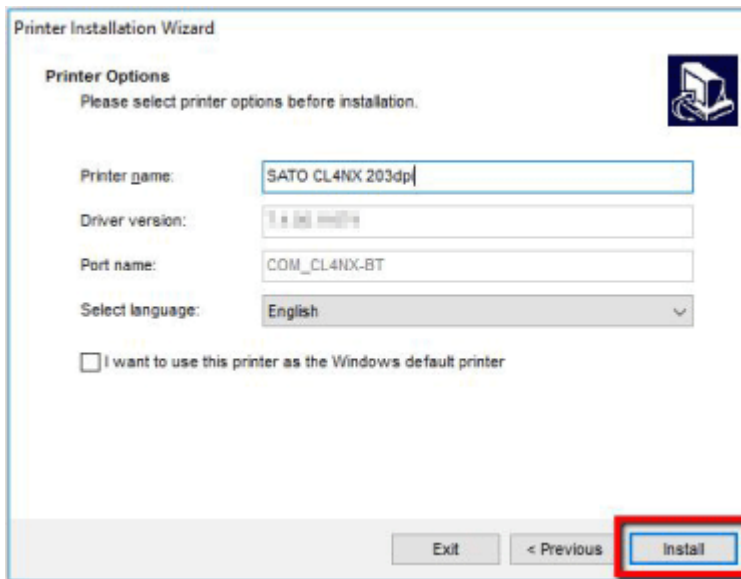 Printer Installation Wizard
Printer Options
Please select printer options before installation.
Printer name: SATO CL4NX 203dpi
Driver version:
Port name: COM_CL4NX-BT
Select language: English
I want to use this printer as the Windows default printer
Exit < Previous Install